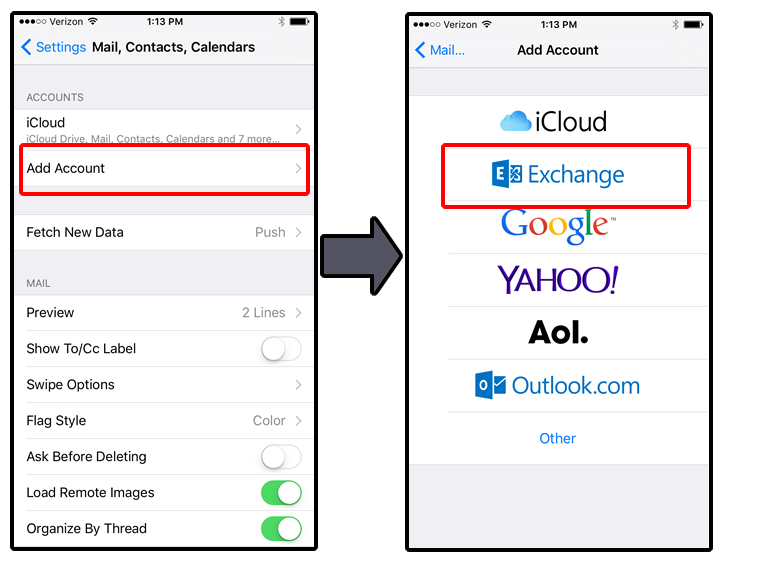 Verizon 1:13 PM
Settings Mail, Contacts, Calendars
ACCOUNTS
iCloud
iCloud Drive, Mail, Contacts, Calendars and 7 more...
Add Account
Fetch New Data Push
MAIL
Preview 2 Lines
Show To/Cc Label
Swipe Options
Flag Style Color
Ask Before Deleting
Load Remote Images
Organize By Thread
Verizon 1:13 PM
Mail... Add Account
iCloud
E Exchange
Google™
YAHOO!
Aol.
o Outlook.com
Other